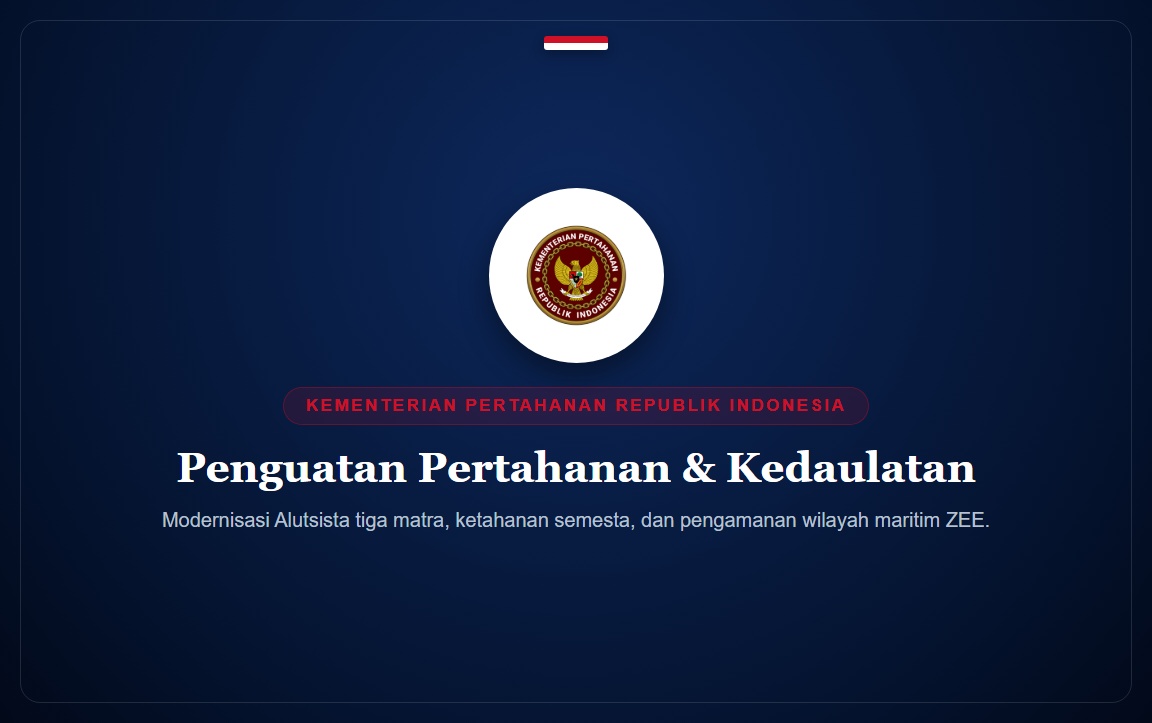 KEMENTERIAN PERTAHANAN
REPUBLIK INDONESIA
KEMENTERIAN PERTAHANAN REPUBLIK INDONESIA
Penguatan Pertahanan & Kedaulatan
Modernisasi Alutsista tiga matra, ketahanan semesta, dan pengamanan wilayah maritim ZEE.